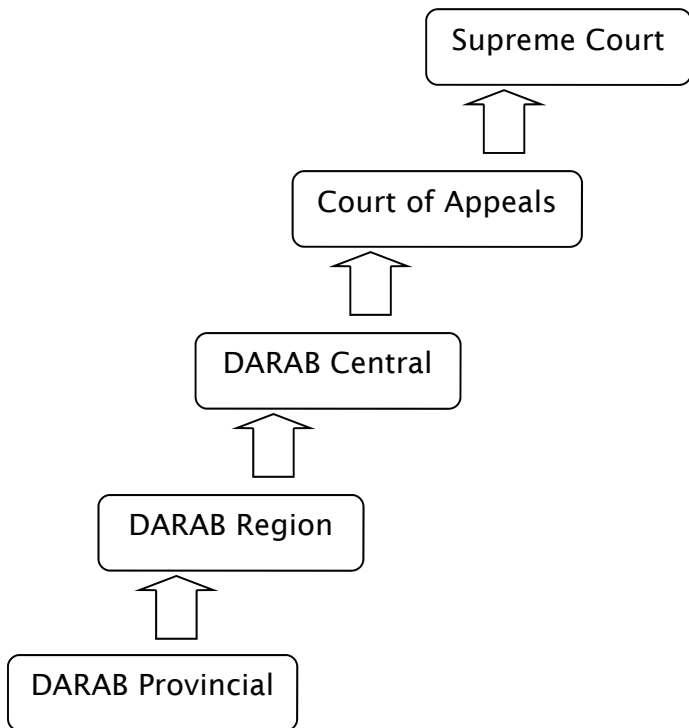 Supreme Court
Court of Appeals
DARAB Central
DARAB Region
DARAB Provincial